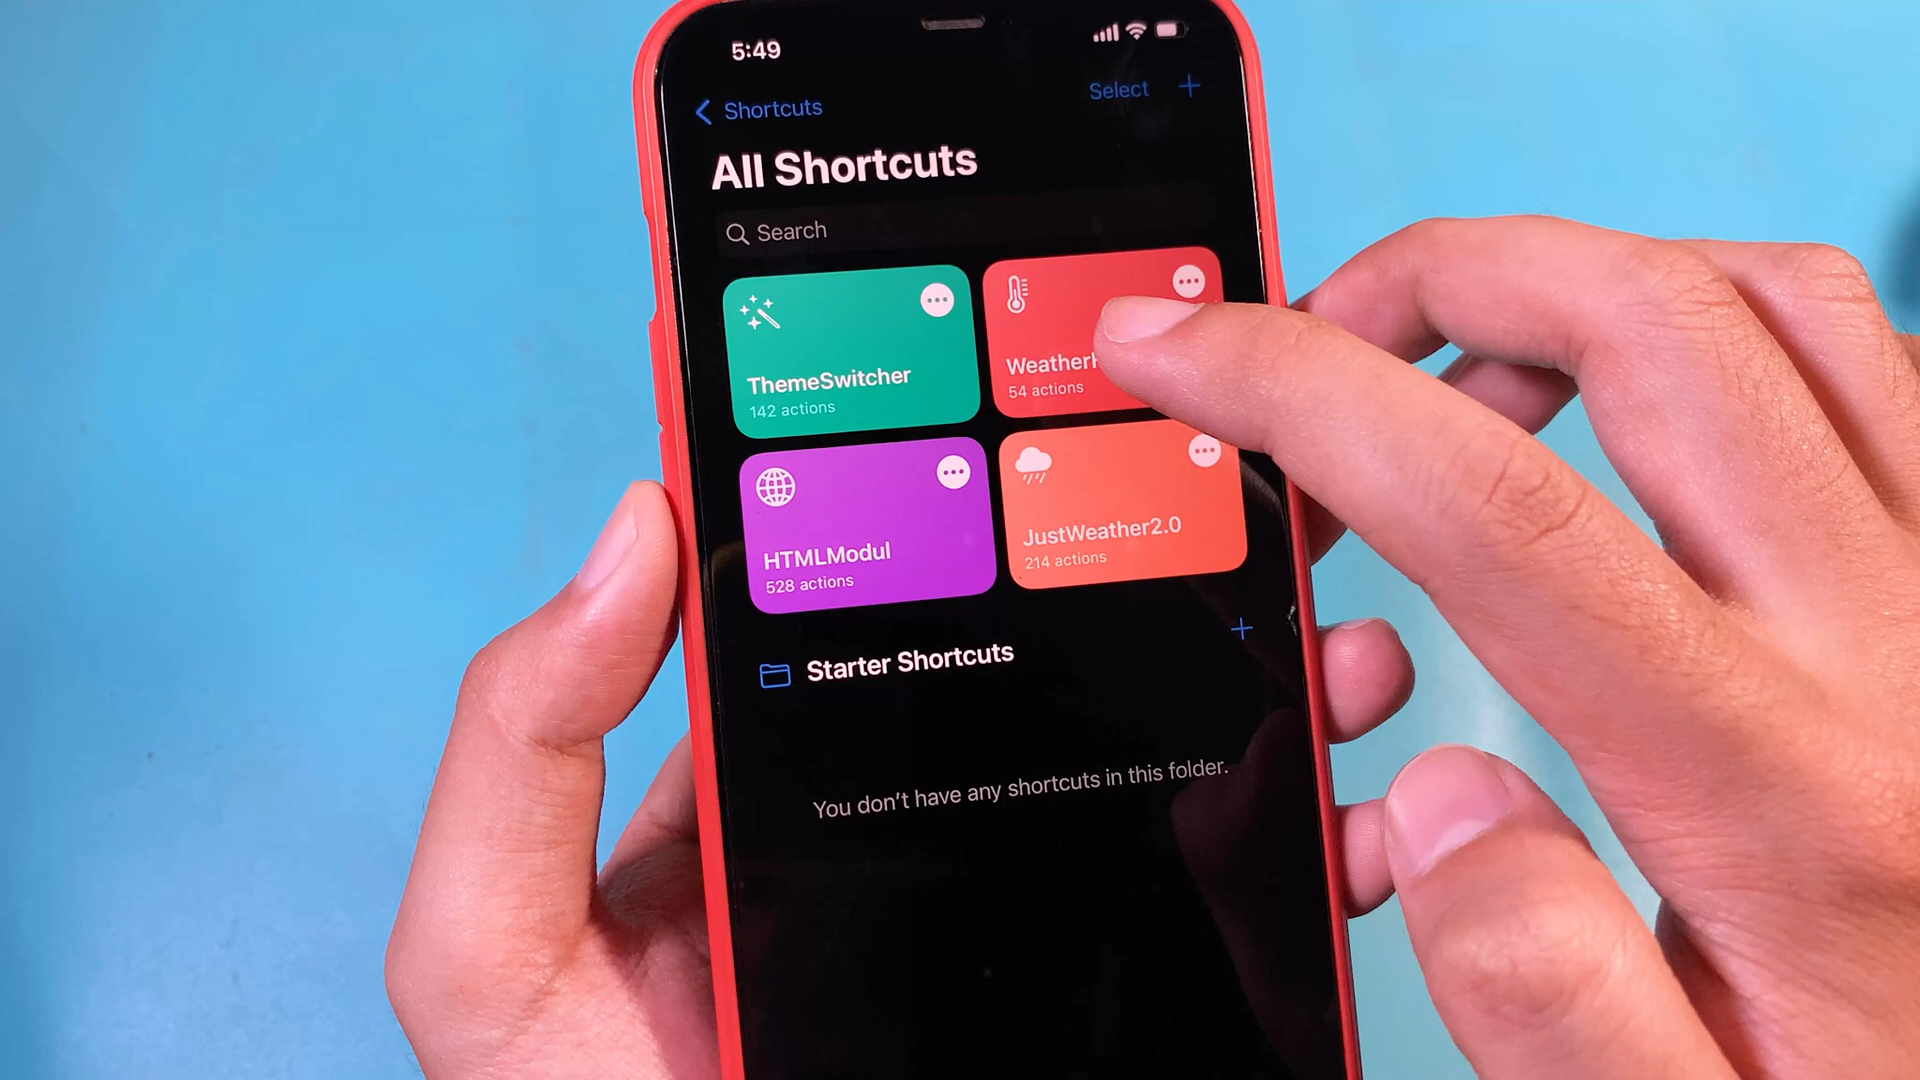 5:49
Shortcuts
Select
All Shortcuts
Search
ThemeSwitcher
142 actions
54 actions
HTMLModul
528 actions
JustWeather2.0
214 actions
Starter Shortcuts
You don't have any shortcuts in this folder.